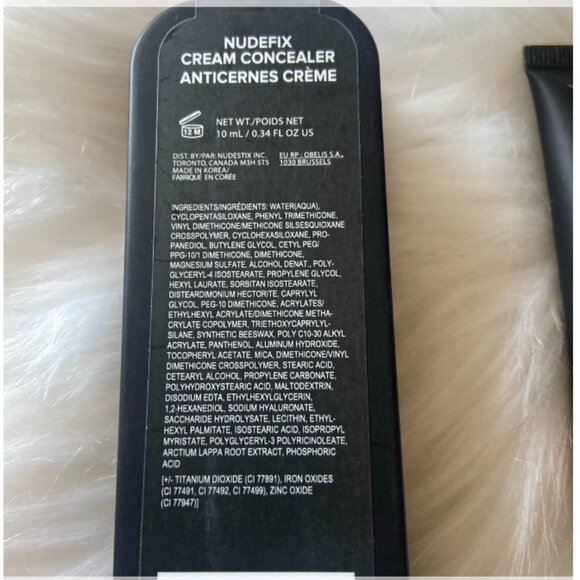 NUDEFIX
CREAM CONCEALER
ANTICERNES CRÈME
12 M
NET WT./POIDS NET
10 mL / 0.34 FL OZ US
DIST. BY/PAR: NUDESTIX INC.
TORONTO, CANADA M3H 5T5
MADE IN KOREA/
FABRIQUÉ EN CORÉE
EU RP : OBELIS S.A.,
1030 BRUSSELS
INGREDIENTS/INGRÉDIENTS: WATER(AQUA),
CYCLOPENTASILOXANE, PHENYL TRIMETHICONE,
VINYL DIMETHICONE/METHICONE SILSESQUIOXANE
CROSSPOLYMER, CYCLOHEXASILOXANE, PRO-
PANEDIOL, BUTYLENE GLYCOL, CETYL PEG/
PPG-10/1 DIMETHICONE, DIMETHICONE,
MAGNESIUM SULFATE, ALCOHOL DENAT., POLY-
GLYCERYL-4 ISOSTEARATE, PROPYLENE GLYCOL,
HEXYL LAURATE, SORBITAN ISOSTEARATE,
DISTEARDIMONIUM HECTORITE, CAPRYLYL
GLYCOL, PEG-10 DIMETHICONE, ACRYLATES/
ETHYLHEXYL ACRYLATE/DIMETHICONE METHA-
CRYLATE COPOLYMER, TRIETHOXYCAPRYLYL-
SILANE, SYNTHETIC BEESWAX, POLY C10-30 ALKYL
ACRYLATE, PANTHENOL, ALUMINUM HYDROXIDE,
TOCOPHERYL ACETATE, MICA, DIMETHICONE/VINYL
DIMETHICONE CROSSPOLYMER, STEARIC ACID,
CETEARYL ALCOHOL, PROPYLENE CARBONATE,
POLYHYDROXYSTEARIC ACID, MALTODEXTRIN,
DISODIUM EDTA, ETHYLHEXYLGLYCERIN,
1,2-HEXANEDIOL, SODIUM HYALURONATE,
SACCHARIDE HYDROLYSATE, LECITHIN, ETHYL-
HEXYL PALMITATE, ISOSTEARIC ACID, ISOPROPYL
MYRISTATE, POLYGLYCERYL-3 POLYRICINOLEATE,
ARCTIUM LAPPA ROOT EXTRACT, PHOSPHORIC
ACID
[+/- TITANIUM DIOXIDE (CI 77891), IRON OXIDES
(CI 77491, CI 77492, CI 77499), ZINC OXIDE
(CI 77947)]